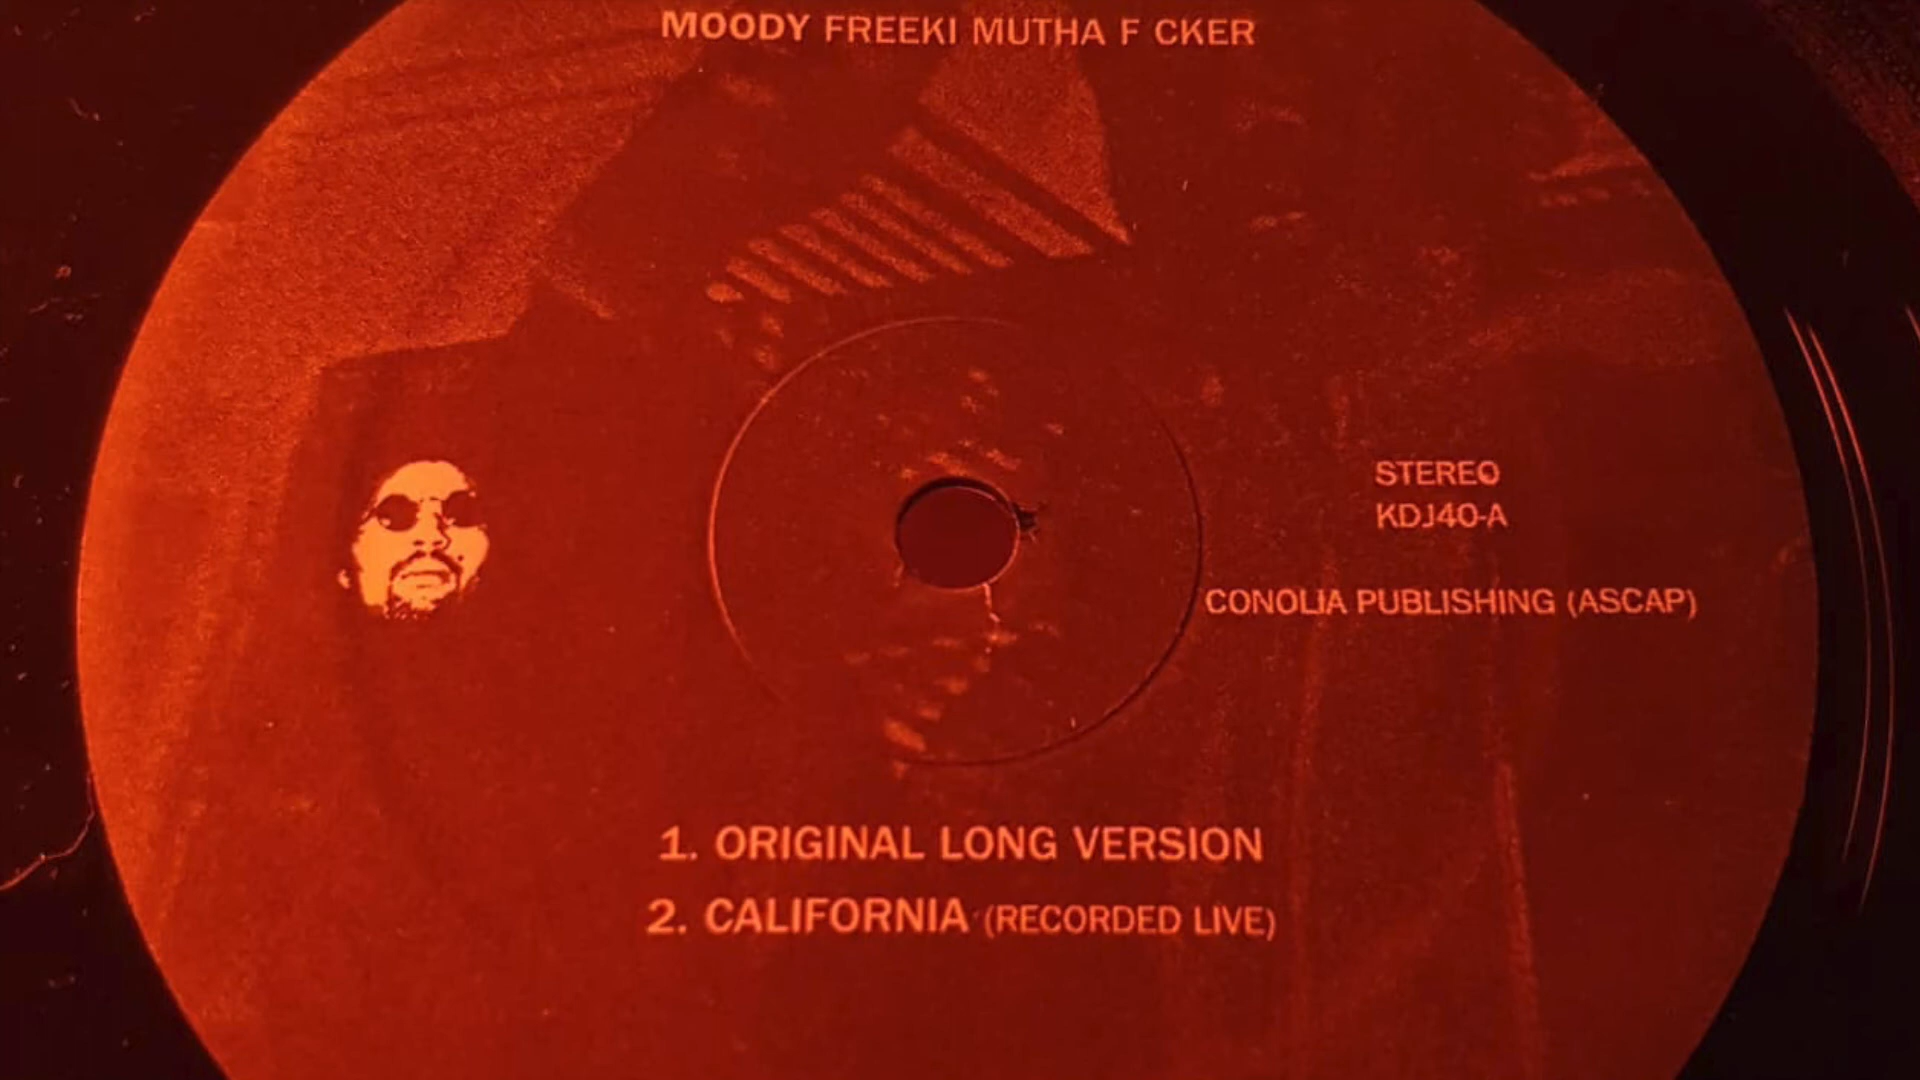 MOODY FREEKI MUTHA F CKER
STEREO
KDJ40-A
CONOLIA PUBLISHING (ASCAP)
1. ORIGINAL LONG VERSION
2. CALIFORNIA (RECORDED LIVE)